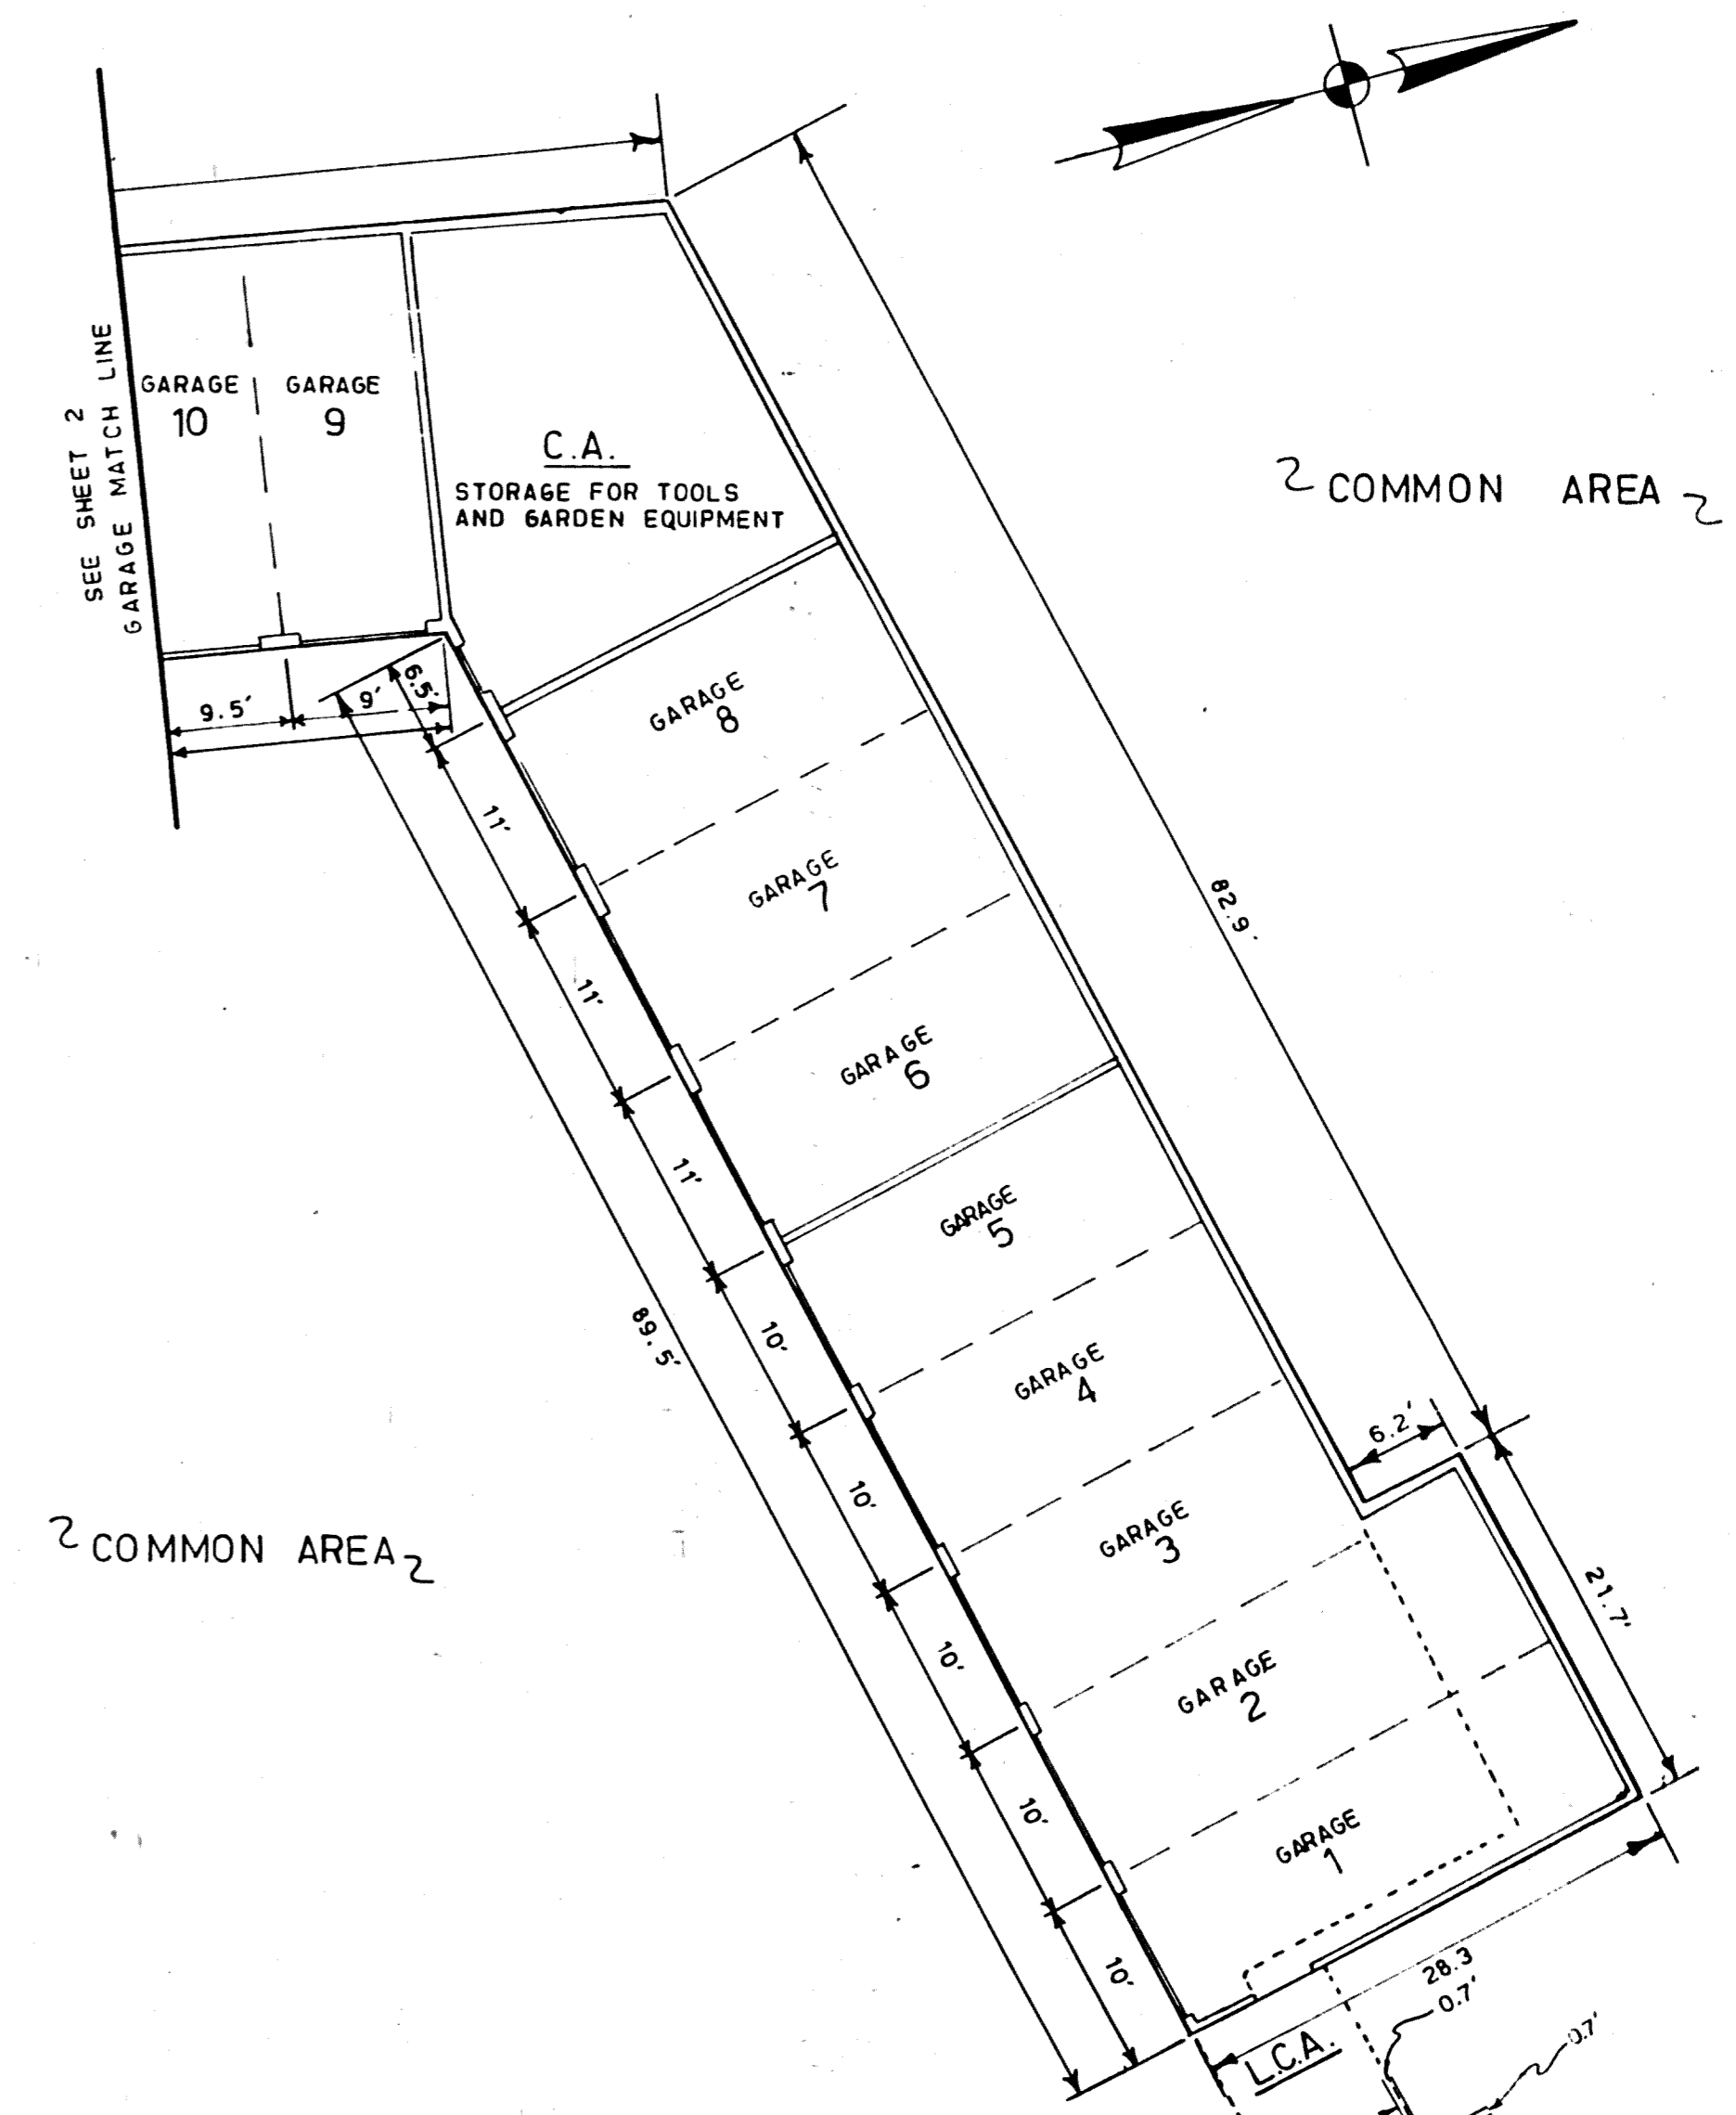 SEE SHEET 2
GARAGE MATCH LINE
GARAGE
10
GARAGE
9
C.A.
STORAGE FOR TOOLS
AND GARDEN EQUIPMENT
COMMON AREA
9.5'
9'
6.5'
GARAGE
8
11'
GARAGE
7
82.9'
11'
GARAGE
6
11'
GARAGE
5
89.5'
10'
GARAGE
4
6.2'
10'
GARAGE
3
COMMON AREA
21.7'
10'
GARAGE
2
10'
GARAGE
1
10'
28.3
0.7'
L.C.A.
0.7'